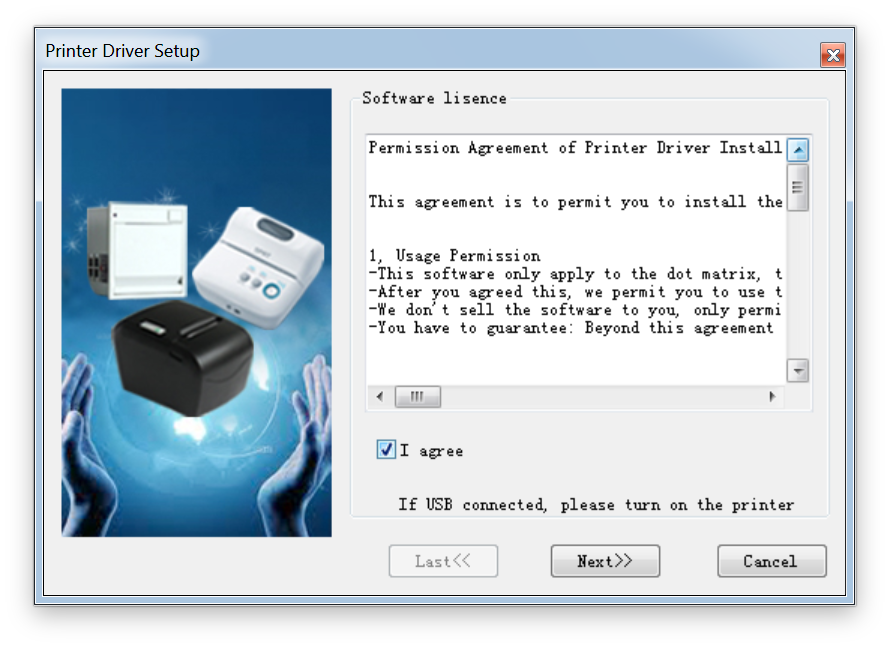 Printer Driver Setup
Software lisence
Permission Agreement of Printer Driver Install
This agreement is to permit you to install the
1, Usage Permission
-This software only apply to the dot matrix, t
-After you agreed this, we permit you to use t
-We don't sell the software to you, only permi
-You have to guarantee: Beyond this agreement
I agree
If USB connected, please turn on the printer
Last<<
Next>>
Cancel